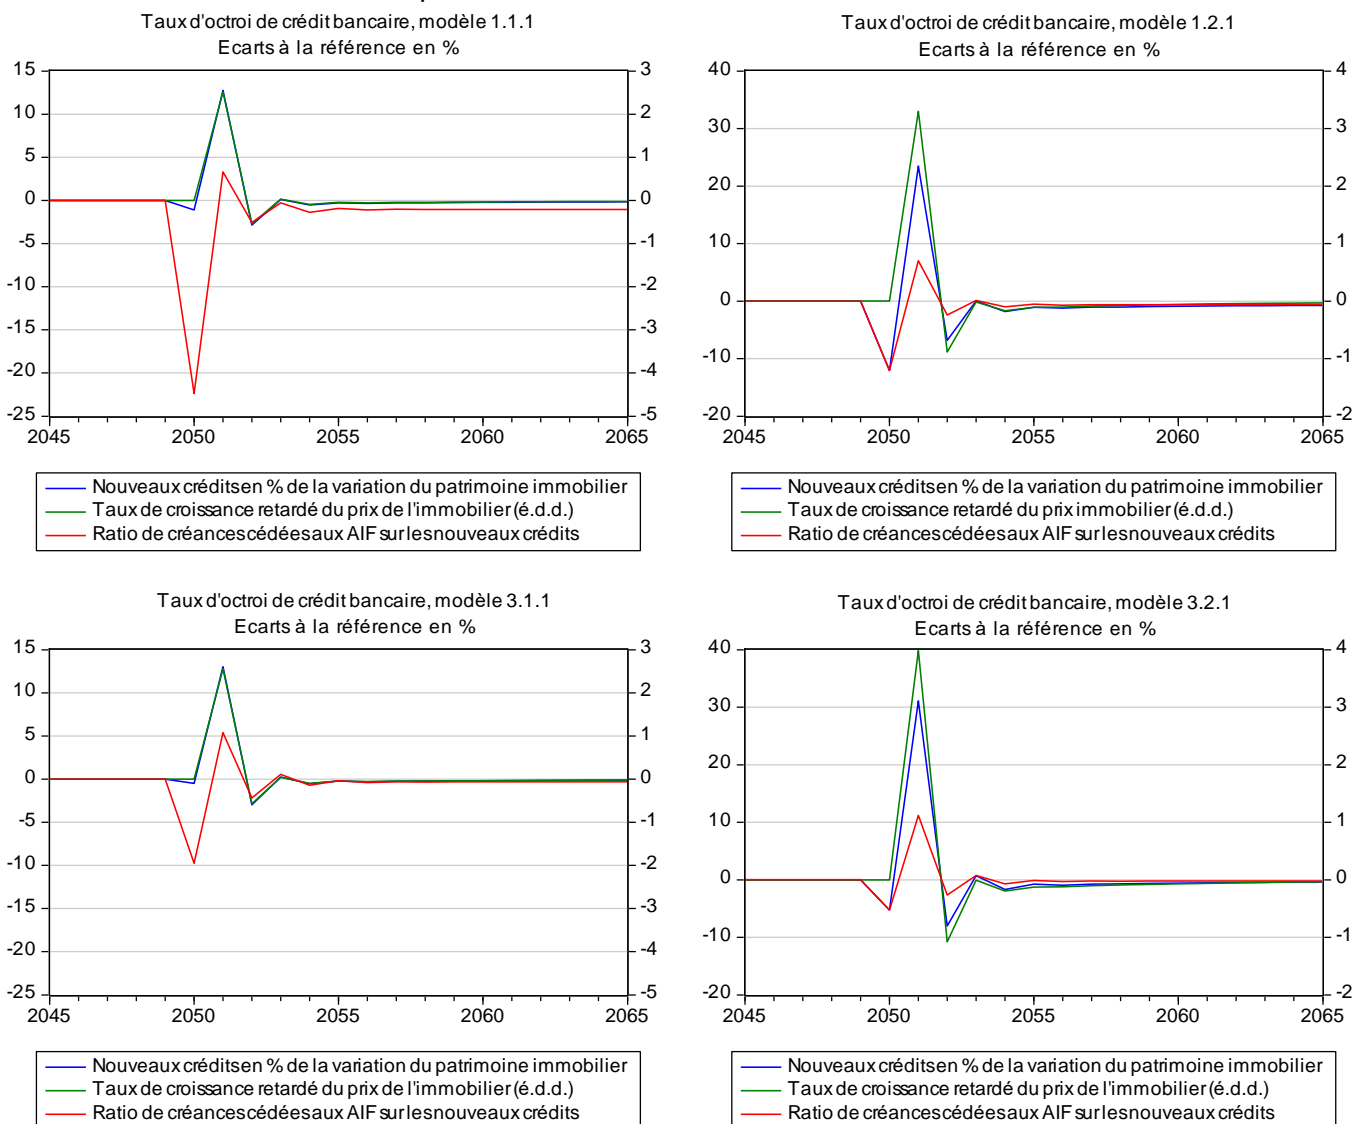 Taux d'octroi de crédit bancaire, modèle 1.1.1
Ecarts à la référence en %
15
10
5
0
-5
-10
-15
-20
-25
3
2
1
0
-1
-2
-3
-4
-5
2045 2050 2055 2060 2065
Nouveaux créditsen % de la variation du patrimoine immobilier
Taux de croissance retardé du prix de l'immobilier (é.d.d.)
Ratio de créancescédéesaux AIF sur lesnouveaux crédits
Taux d'octroi de crédit bancaire, modèle 1.2.1
Ecarts à la référence en %
40
30
20
10
0
-10
-20
4
3
2
1
0
-1
-2
2045 2050 2055 2060 2065
Nouveaux créditsen % de la variation du patrimoine immobilier
Taux de croissance retardé du prix immobilier (é.d.d.)
Ratio de créancescédéesaux AIF sur lesnouveaux crédits
Taux d'octroi de crédit bancaire, modèle 3.1.1
Ecarts à la référence en %
15
10
5
0
-5
-10
-15
-20
-25
3
2
1
0
-1
-2
-3
-4
-5
2045 2050 2055 2060 2065
Nouveaux créditsen % de la variation du patrimoine immobilier
Taux de croissance retardé du prix de l'immobilier (é.d.d.)
Ratio de créancescédéesaux AIF sur lesnouveaux crédits
Taux d'octroi de crédit bancaire, modèle 3.2.1
Ecarts à la référence en %
40
30
20
10
0
-10
-20
4
3
2
1
0
-1
-2
2045 2050 2055 2060 2065
Nouveaux créditsen % de la variation du patrimoine immobilier
Taux de croissance retardé du prix de l'immobilier (é.d.d.)
Ratio de créancescédéesaux AIF sur lesnouveaux crédits